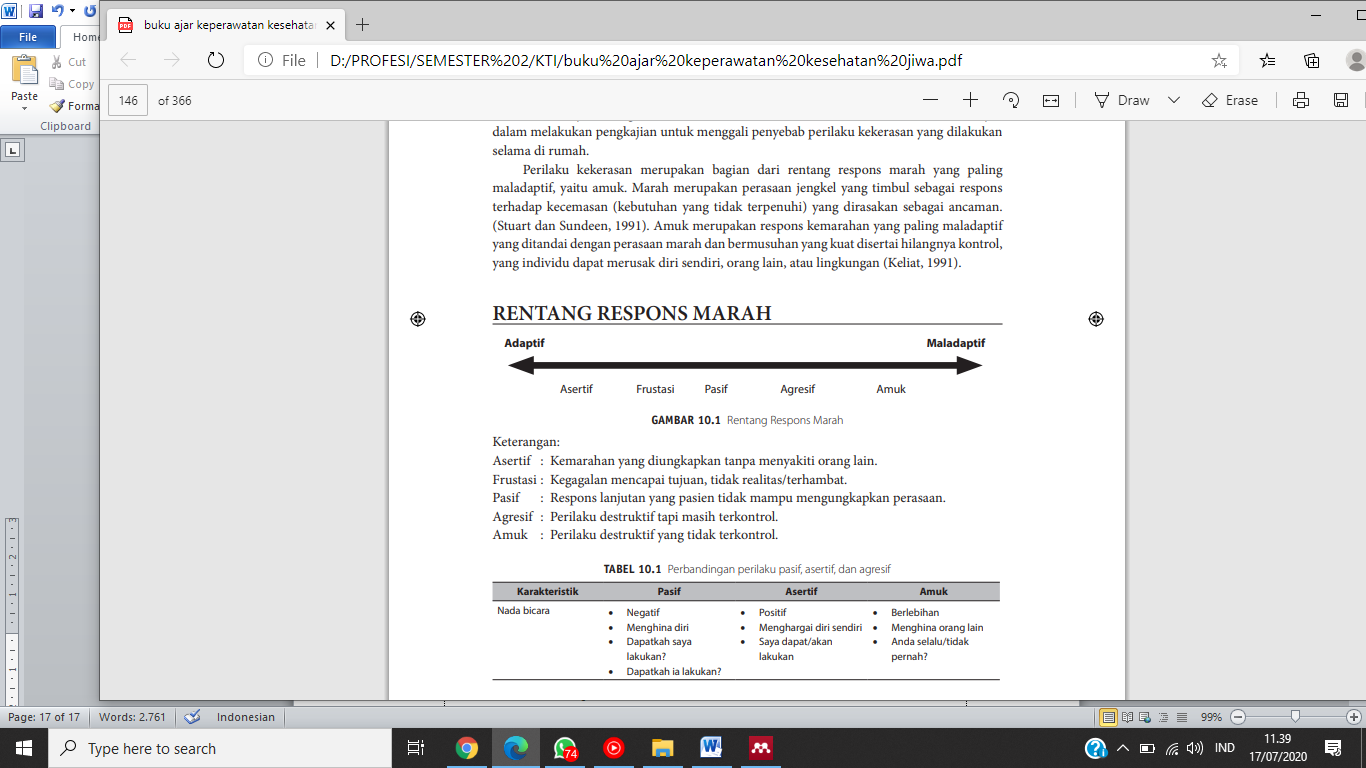 buku ajar keperawatan kesehatan
File Home
File D:/PROFESI/SEMESTER%202/KTI/buku%20ajar%20keperawatan%20kesehatan%20jiwa.pdf
Cut
Copy
Paste
Forma
Clipboard
146 of 366
Draw Erase
dalam melakukan pengkajian untuk menggali penyebab perilaku kekerasan yang dilakukan
selama di rumah.
Perilaku kekerasan merupakan bagian dari rentang respons marah yang paling
maladaptif, yaitu amuk. Marah merupakan perasaan jengkel yang timbul sebagai respons
terhadap kecemasan (kebutuhan yang tidak terpenuhi) yang dirasakan sebagai ancaman.
(Stuart dan Sundeen, 1991). Amuk merupakan respons kemarahan yang paling maladaptif
yang ditandai dengan perasaan marah dan bermusuhan yang kuat disertai hilangnya kontrol,
yang individu dapat merusak diri sendiri, orang lain, atau lingkungan (Keliat, 1991).
RENTANG RESPONS MARAH
Adaptif Maladaptif
Asertif Frustasi Pasif Agresif Amuk
GAMBAR 10.1 Rentang Respons Marah
Keterangan:
Asertif : Kemarahan yang diungkapkan tanpa menyakiti orang lain.
Frustasi : Kegagalan mencapai tujuan, tidak realitas/terhambat.
Pasif : Respons lanjutan yang pasien tidak mampu mengungkapkan perasaan.
Agresif : Perilaku destruktif tapi masih terkontrol.
Amuk : Perilaku destruktif yang tidak terkontrol.
TABEL 10.1 Perbandingan perilaku pasif, asertif, dan agresif
Karakteristik Pasif Asertif Amuk
Nada bicara • Negatif • Positif • Berlebihan
• Menghina diri • Menghargai diri sendiri • Menghina orang lain
• Dapatkah saya • Saya dapat/akan • Anda selalu/tidak
lakukan? lakukan pernah?
• Dapatkah ia lakukan?
Page: 17 of 17 Words: 2.761 Indonesian 99%
Type here to search
74
IND
11.39
17/07/2020